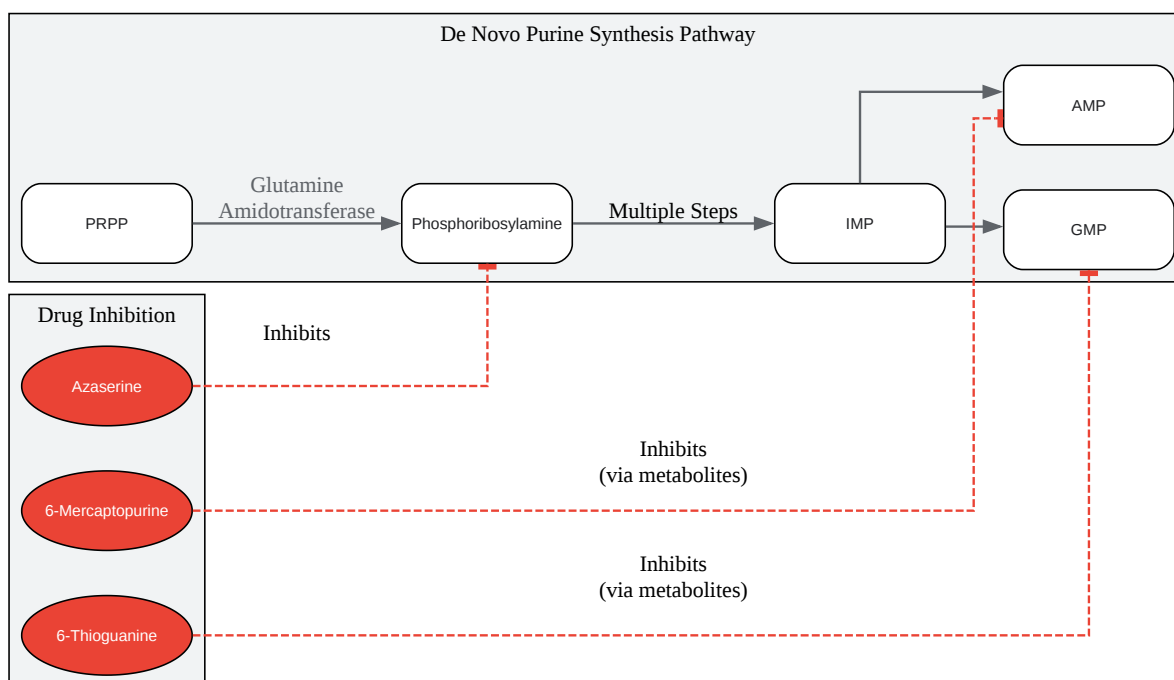 De Novo Purine Synthesis Pathway
AMP
Glutamine
Amidotransferase
PRPP
Phosphoribosylamine
Multiple Steps
IMP
GMP
Drug Inhibition
Inhibits
Azaserine
Inhibits
(via metabolites)
6-Mercaptopurine
Inhibits
(via metabolites)
6-Thioguanine